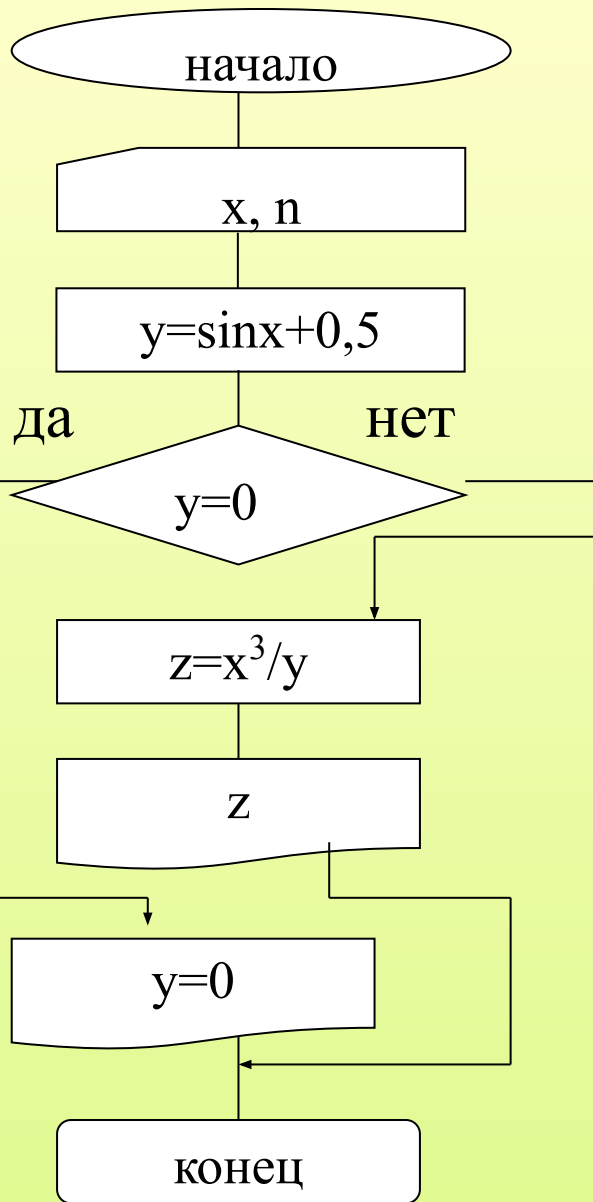 начало
x, n
y=sinx+0,5
да нет
y=0
z=x³/y
z
y=0
конец